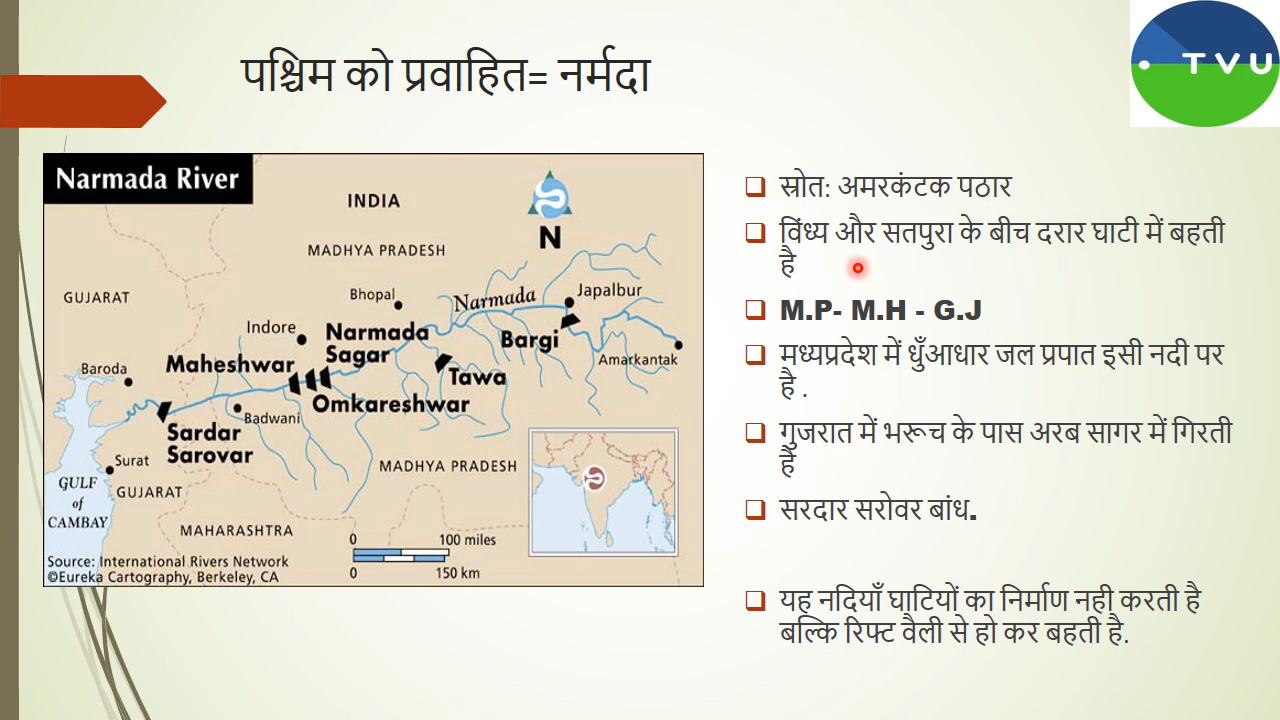 पश्चिम को प्रवाहित= नर्मदा
TVU
Narmada River
INDIA
N
MADHYA PRADESH
GUJARAT
Bhopal
Narmada
Japalbur
Indore
Narmada
Sagar
Bargi
Amarkantak
Maheshwar
Baroda
Tawa
Omkareshwar
Badwani
Sardar
Sarovar
Surat
MADHYA PRADESH
GULF
of
CAMBAY
GUJARAT
MAHARASHTRA
0 100 miles
0 150 km
Source: International Rivers Network
©Eureka Cartography, Berkeley, CA
स्रोत: अमरकंटक पठार
विंध्य और सतपुरा के बीच दरार घाटी में बहती
है
M.P- M.H - G.J
मध्यप्रदेश में धुँआधार जल प्रपात इसी नदी पर
है .
गुजरात में भरूच के पास अरब सागर में गिरती
है
सरदार सरोवर बांध.
यह नदियाँ घाटियों का निर्माण नही करती है
बल्कि रिफ्ट वैली से हो कर बहती है.